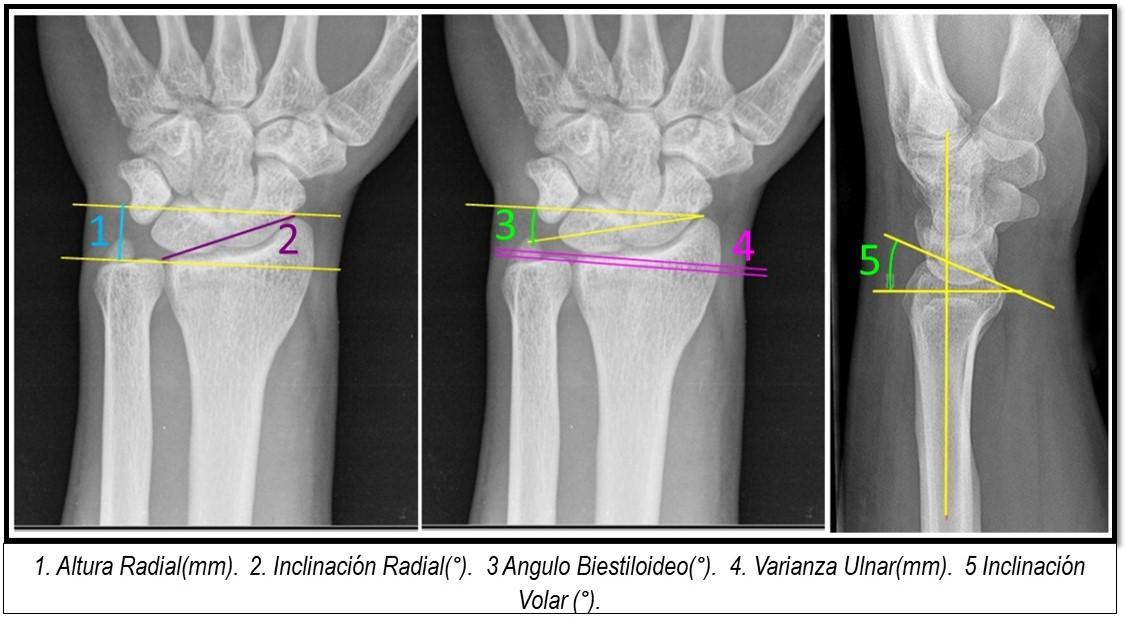 1
2
3
4
5
1. Altura Radial(mm). 2. Inclinación Radial(°). 3 Angulo Biestiloideo(°). 4. Varianza Ulnar(mm). 5 Inclinación
Volar (°).